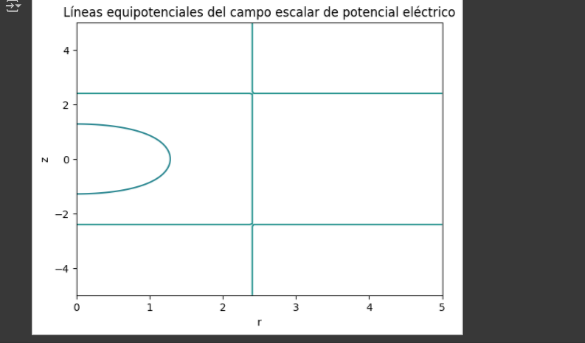 Líneas equipotenciales del campo escalar de potencial eléctrico
4
2
z
0
−2
−4
0 1 2 3 4 5
r